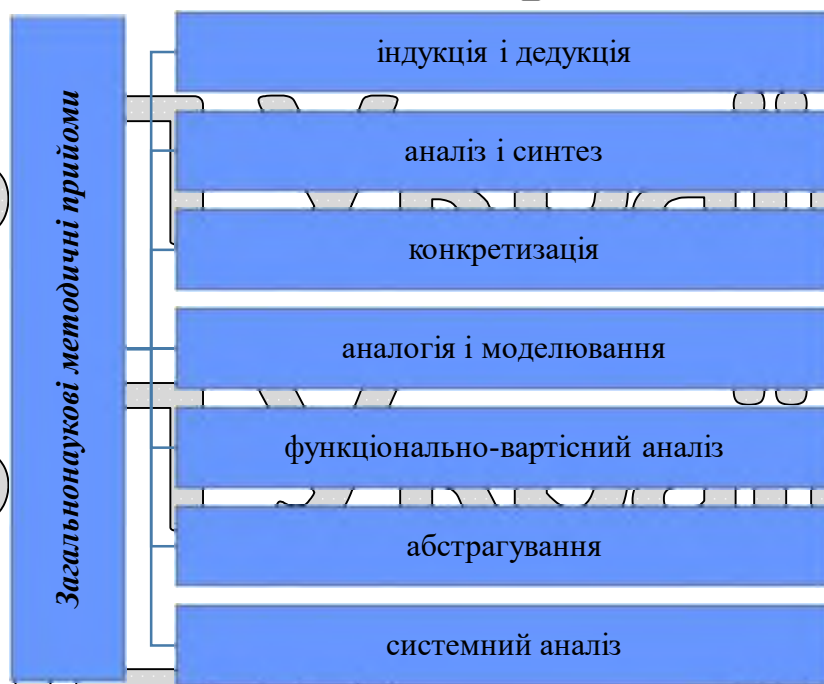 Загальнонаукові методичні прийоми
індукція і дедукція
аналіз і синтез
конкретизація
аналогія і моделювання
функціонально-вартісний аналіз
абстрагування
системний аналіз